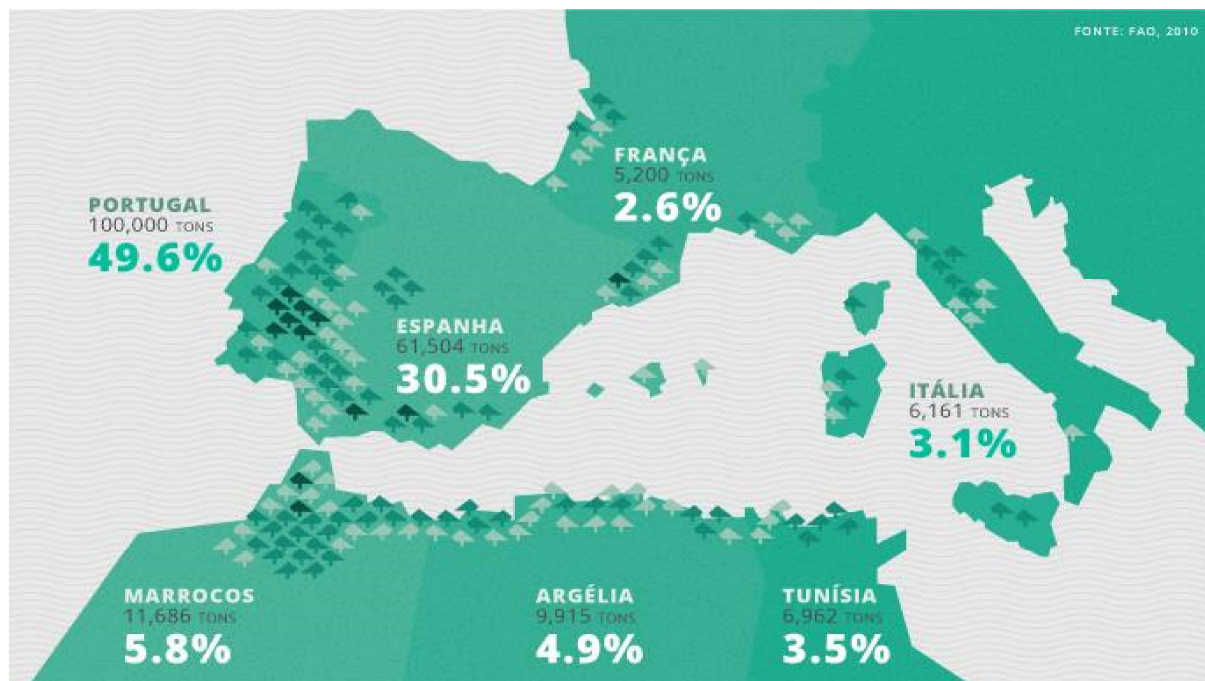 FONTE: FAO, 2010
FRANÇA
5,200 TONS
2.6%
PORTUGAL
100,000 TONS
49.6%
ESPANHA
61,504 TONS
30.5%
ITÁLIA
6,161 TONS
3.1%
MARROCOS
11,686 TONS
5.8%
ARGÉLIA
9,915 TONS
4.9%
TUNÍSIA
6,962 TONS
3.5%